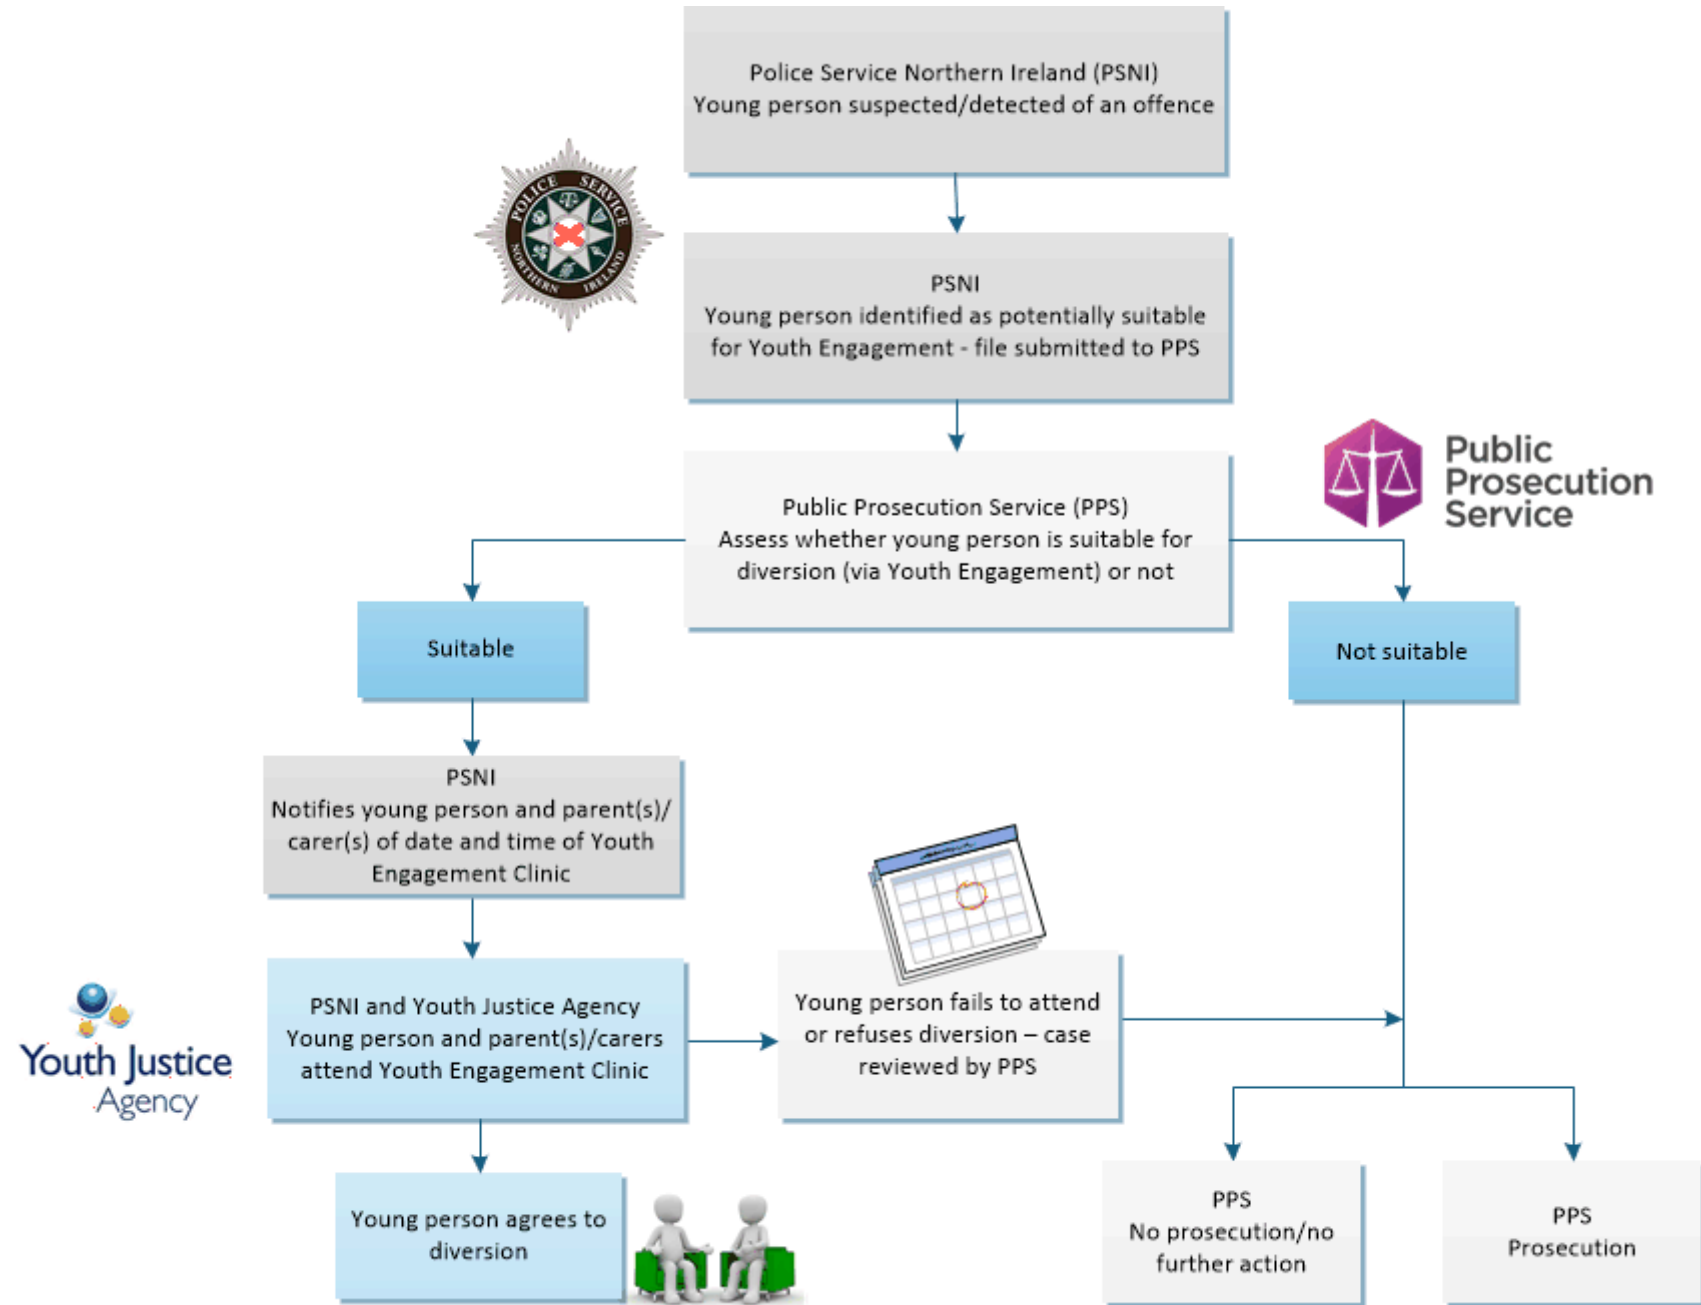 Police Service Northern Ireland (PSNI)
Young person suspected/detected of an offence
POLICE SERVICE
NORTHERN IRELAND
PSNI
Young person identified as potentially suitable
for Youth Engagement - file submitted to PPS
Public
Prosecution
Service
Public Prosecution Service (PPS)
Assess whether young person is suitable for
diversion (via Youth Engagement) or not
Suitable
Not suitable
PSNI
Notifies young person and parent(s)/
carer(s) of date and time of Youth
Engagement Clinic
Youth Justice
Agency
PSNI and Youth Justice Agency
Young person and parent(s)/carers
attend Youth Engagement Clinic
Young person fails to attend
or refuses diversion – case
reviewed by PPS
Young person agrees to
diversion
PPS
No prosecution/no
further action
PPS
Prosecution